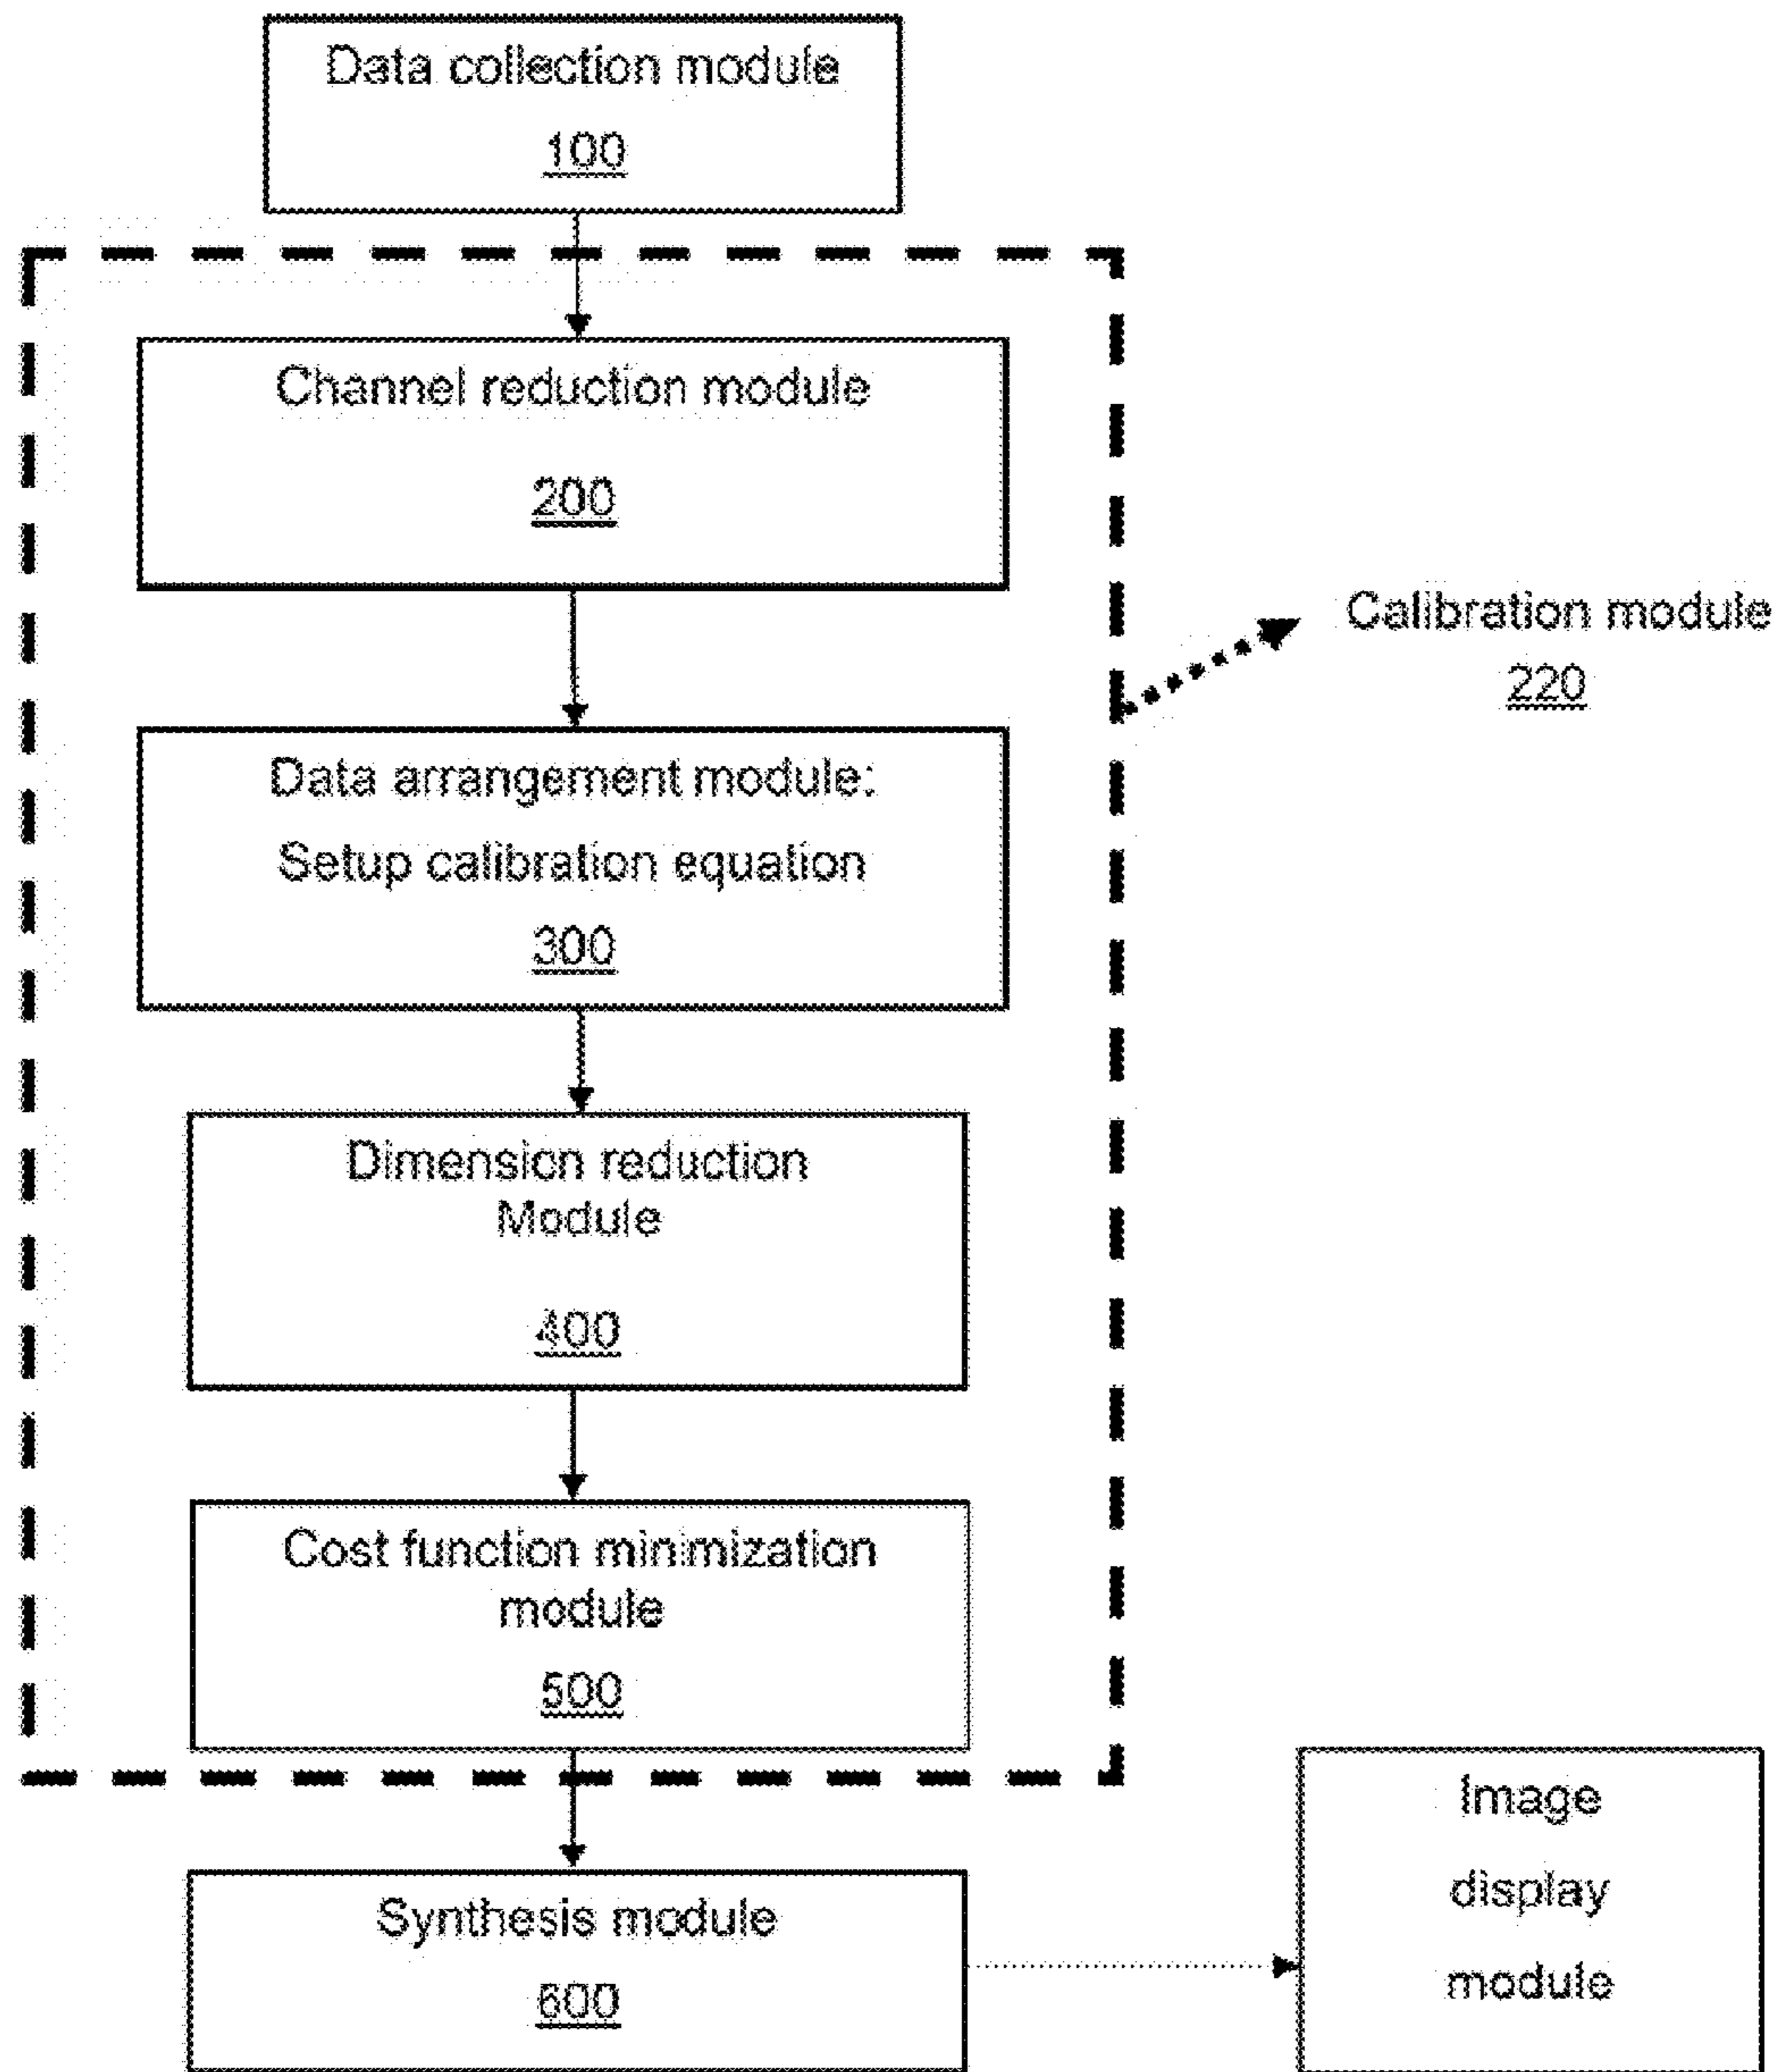 Data collection module
100
Channel reduction module
200
Calibration module
220
Data arrangement module:
Setup calibration equation
300
Dimension reduction
Module
400
Cost function minimization
module
500
Synthesis module
600
Image
display
module